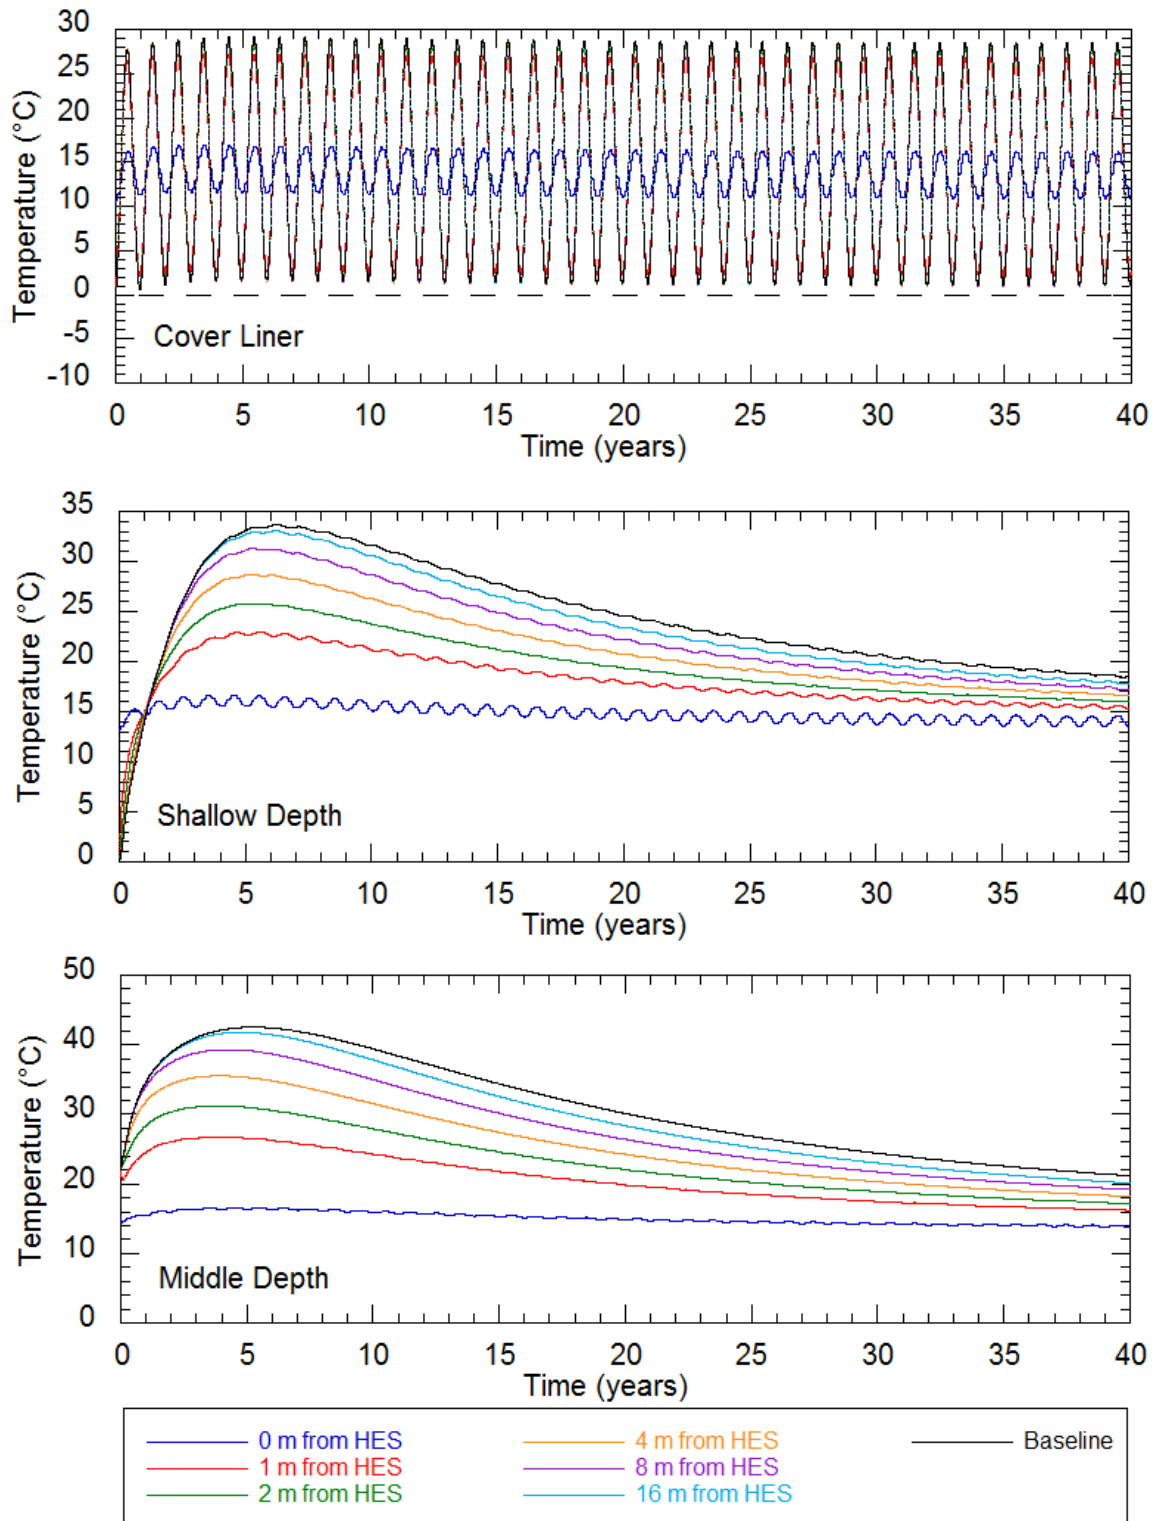 30
25
20
15
10
5
0
-5
-10
Temperature (°C)
Cover Liner
0 5 10 15 20 25 30 35 40
Time (years)
35
30
25
20
15
10
5
0
Temperature (°C)
Shallow Depth
0 5 10 15 20 25 30 35 40
Time (years)
50
40
30
20
10
0
Temperature (°C)
Middle Depth
0 5 10 15 20 25 30 35 40
Time (years)
0 m from HES 4 m from HES Baseline
1 m from HES 8 m from HES
2 m from HES 16 m from HES